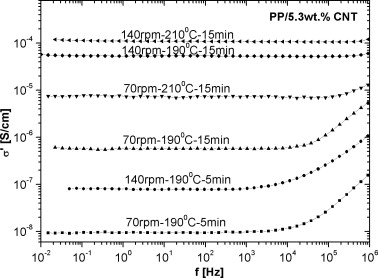 PP/5.3wt.% CNT
140rpm-210⁰C-15min
140rpm-190⁰C-15min
70rpm-210⁰C-15min
70rpm-190⁰C-15min
140rpm-190⁰C-5min
70rpm-190⁰C-5min
σ' [S/cm]
10⁻⁴
10⁻⁵
10⁻⁶
10⁻⁷
10⁻⁸
10⁻² 10⁻¹ 10⁰ 10¹ 10² 10³ 10⁴ 10⁵ 10⁶
f [Hz]